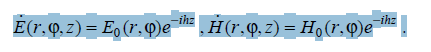 Ė(r,φ,z) = E₀(r,φ)e^{-ihz} , Ḣ(r,φ,z) = H₀(r,φ)e^{-ihz} .